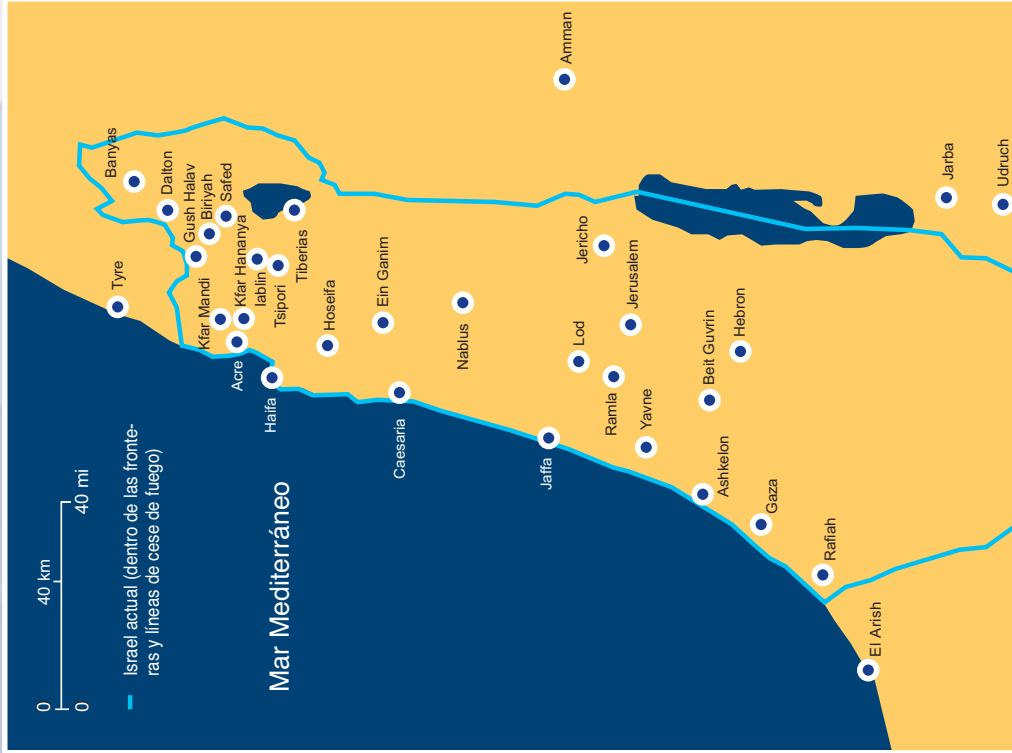 0 40 km
0 40 mi
Israel actual (dentro de las fronte-
ras y líneas de cese de fuego)
Mar Mediterráneo
Banyas
Tyre
Dalton
Gush Halav
Kfar Mandi
Biriyah
Safed
Acre
Kfar Hananya
Iablin
Haifa
Tsipori
Tiberias
Hoseifa
Ein Ganim
Caesaria
Nablus
Jaffa
Amman
Lod
Jericho
Ramla
Jerusalem
Yavne
Beit Guvrin
Ashkelon
Hebron
Gaza
Rafiah
El Arish
Jarba
Udruch